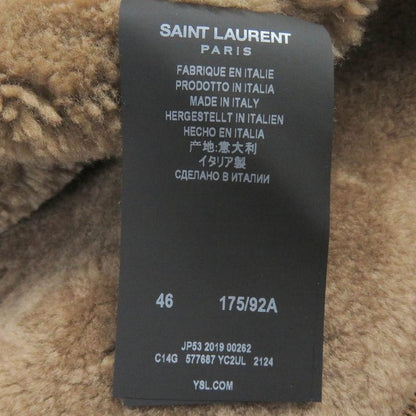 SAINT LAURENT
PARIS
FABRIQUE EN ITALIE
PRODOTTO IN ITALIA
MADE IN ITALY
HERGESTELLT IN ITALIEN
HECHO EN ITALIA
产地:意大利
イタリア製
СДЕЛАНО В ИТАЛИИ
46 175/92A
JP53 2019 00262
C14G 577687 YC2UL 2124
YSL.COM